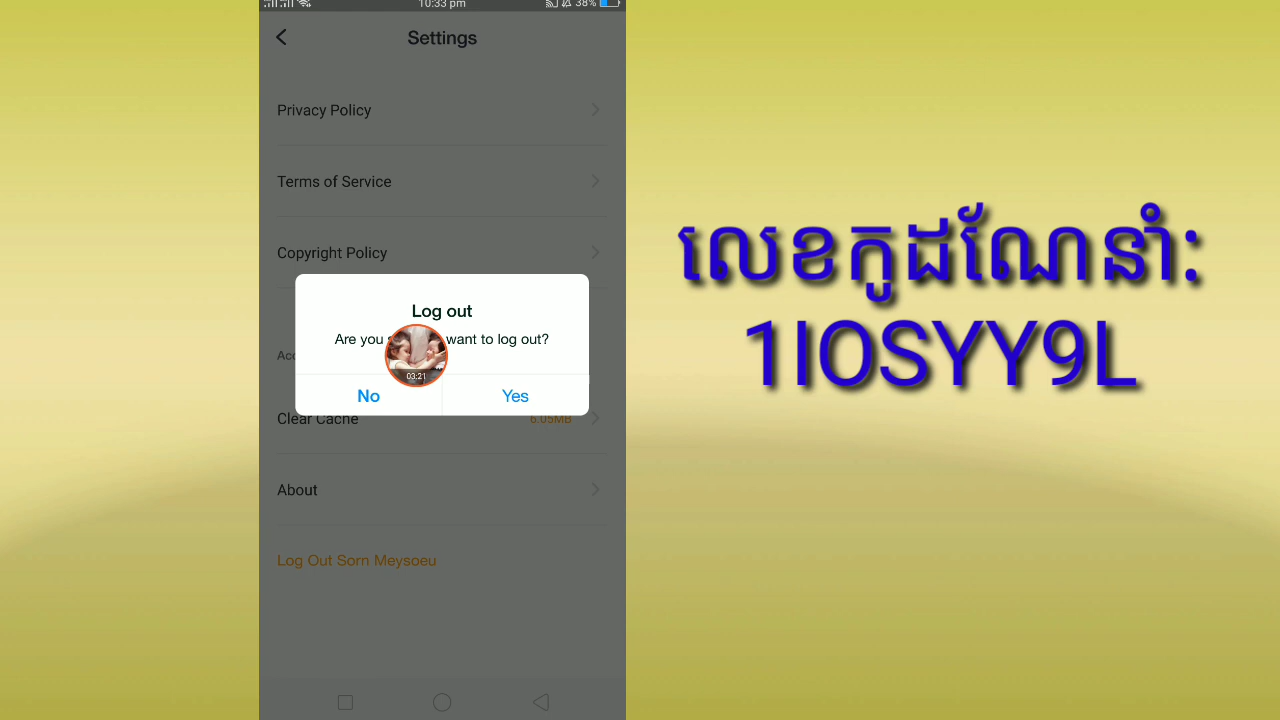 10:33 pm
38%
Settings
Privacy Policy
Terms of Service
Copyright Policy
Log out
Are you want to log out?
03:21
No
Yes
Clear Cache
6.05MB
About
Log Out Sorn Meysoeu
លេខកូដណែនាំ:
1IOSYY9L